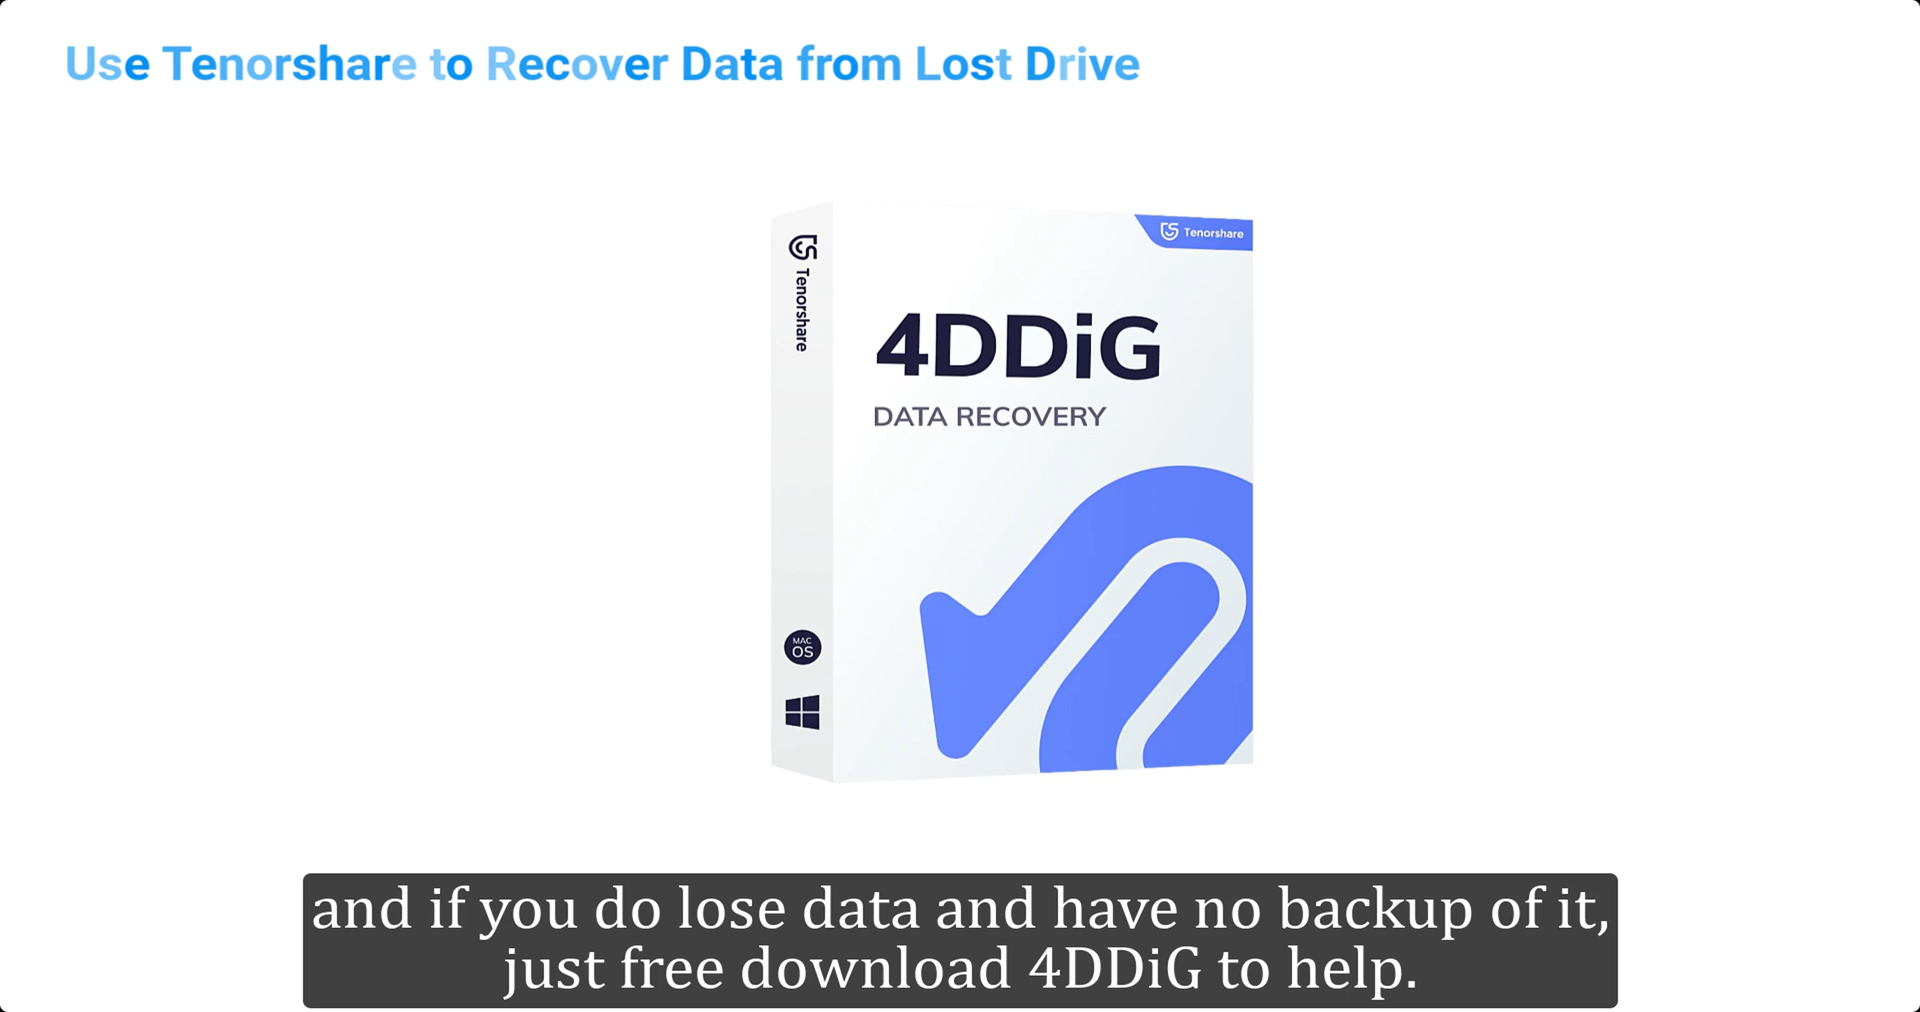 Use Tenorshare to Recover Data from Lost Drive
Tenorshare
Tenorshare
4DDiG
DATA RECOVERY
MAC
OS
and if you do lose data and have no backup of it,
just free download 4DDiG to help.